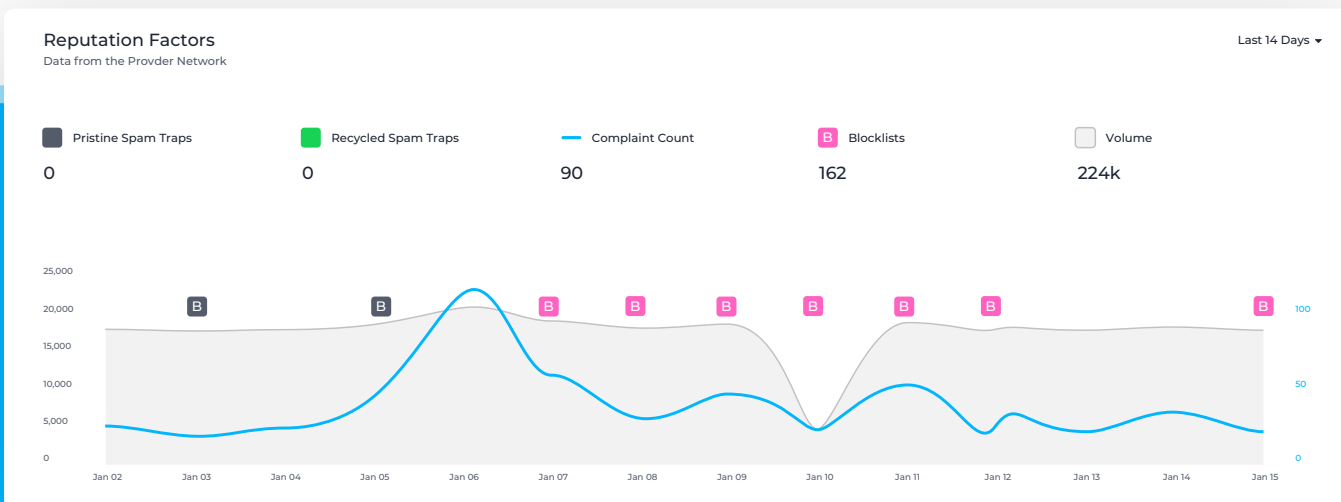 Reputation Factors
Last 14 Days
Data from the Provder Network
Pristine Spam Traps
Recycled Spam Traps
Complaint Count
B Blocklists
Volume
0
0
90
162
224k
25,000
20,000
15,000
10,000
5,000
0
B B B B B B B B B
100
50
0
Jan 02 Jan 03 Jan 04 Jan 05 Jan 06 Jan 07 Jan 08 Jan 09 Jan 10 Jan 11 Jan 12 Jan 13 Jan 14 Jan 15